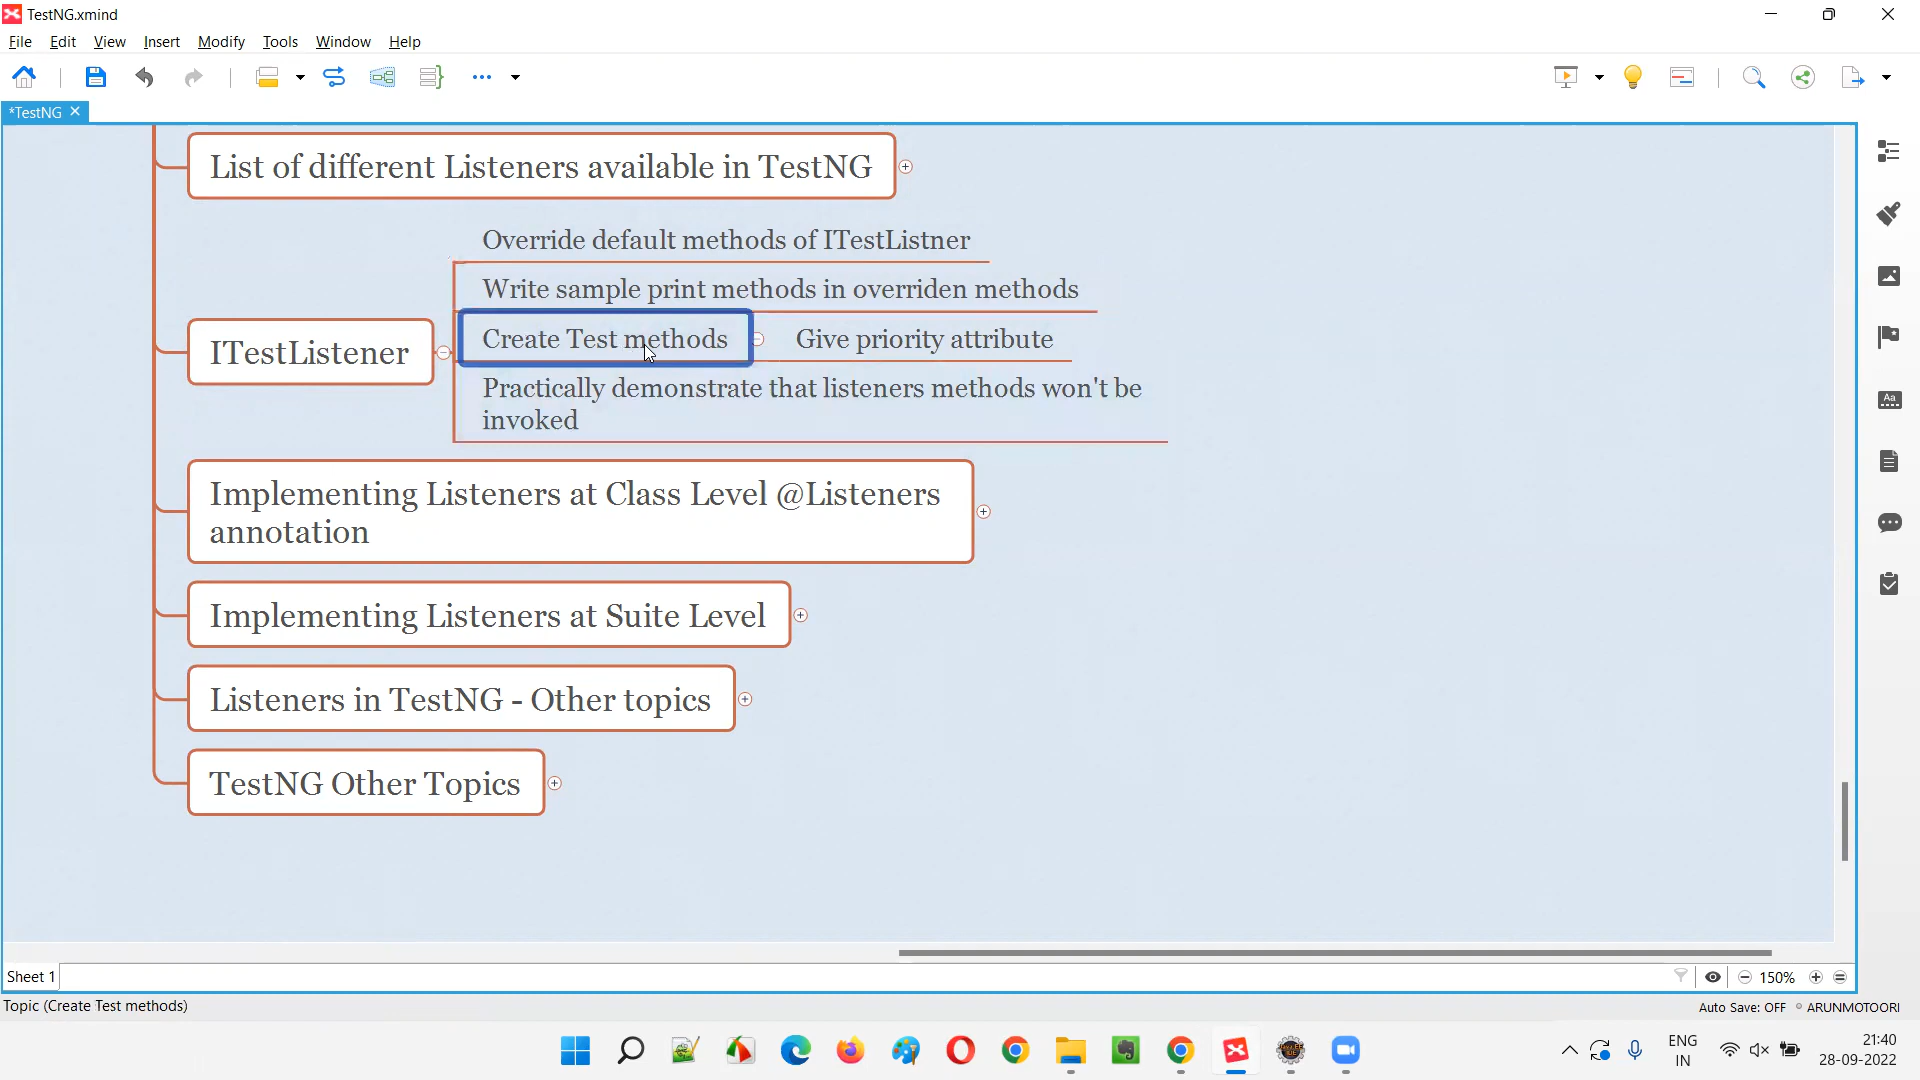 TestNG.xmind
File Edit View Insert Modify Tools Window Help
*TestNG
List of different Listeners available in TestNG
Override default methods of ITestListner
Write sample print methods in overriden methods
ITestListener
Create Test methods
Give priority attribute
Practically demonstrate that listeners methods won't be
invoked
Implementing Listeners at Class Level @Listeners
annotation
Implementing Listeners at Suite Level
Listeners in TestNG - Other topics
TestNG Other Topics
Aa
Sheet 1
150%
Topic (Create Test methods)
Auto Save: OFF
ARUNMOTOORI
ENG
IN
21:40
28-09-2022